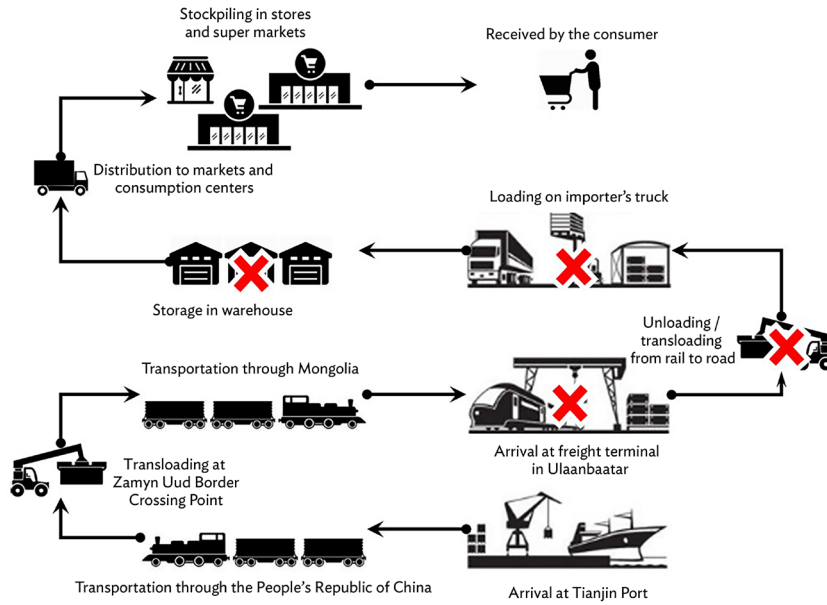 Stockpiling in stores
and super markets
Received by the consumer
Distribution to markets and
consumption centers
Loading on importer's truck
Storage in warehouse
Unloading /
transloading
from rail to road
Transportation through Mongolia
Arrival at freight terminal
in Ulaanbaatar
Transloading at
Zamyn Uud Border
Crossing Point
Transportation through the People's Republic of China
Arrival at Tianjin Port